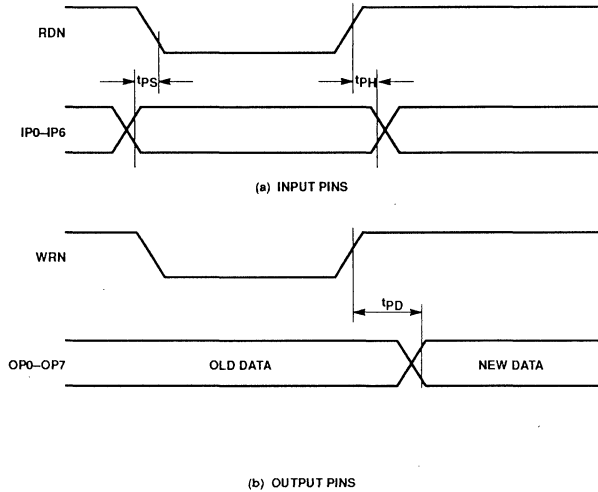 RDN
tPS
tPH
IP0–IP6
(a) INPUT PINS
WRN
tPD
OP0–OP7
OLD DATA
NEW DATA
(b) OUTPUT PINS